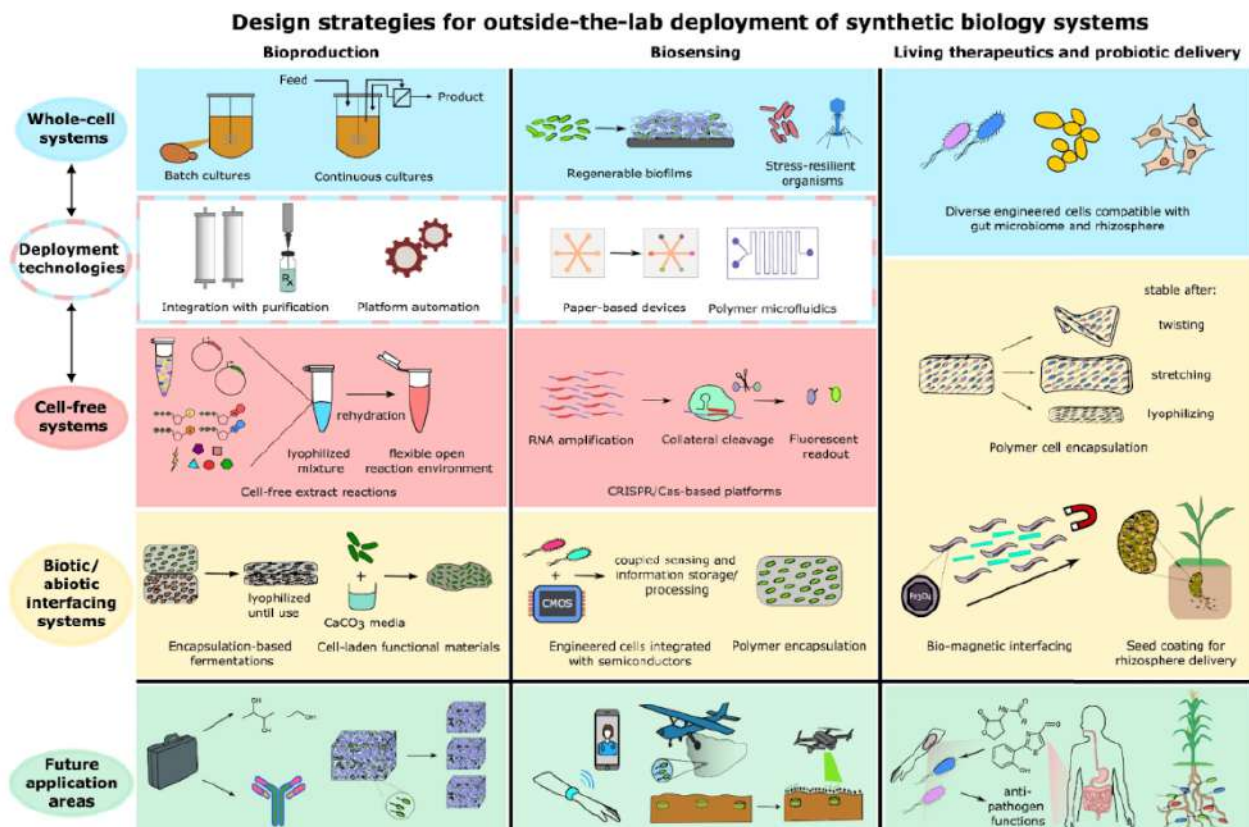 Design strategies for outside-the-lab deployment of synthetic biology systems
Bioproduction
Biosensing
Living therapeutics and probiotic delivery
Whole-cell
systems
Feed
Product
Batch cultures
Continuous cultures
Regenerable biofilms
Stress-resilient
organisms
Diverse engineered cells compatible with
gut microbiome and rhizosphere
Deployment
technologies
Rx
Integration with purification
Platform automation
Paper-based devices
Polymer microfluidics
stable after:
twisting
stretching
lyophilizing
Polymer cell encapsulation
Cell-free
systems
rehydration
lyophilized
mixture
flexible open
reaction environment
Cell-free extract reactions
RNA amplification
Collateral cleavage
Fluorescent
readout
CRISPR/Cas-based platforms
Biotic/
abiotic
interfacing
systems
lyophilized
until use
+
CaCO3 media
Encapsulation-based
fermentations
Cell-laden functional materials
+
CMOS
coupled sensing and
information storage/
processing
Engineered cells integrated
with semiconductors
Polymer encapsulation
Fe3O4
Bio-magnetic interfacing
Seed coating for
rhizosphere delivery
Future
application
areas
OH
OH
OH
anti-
pathogen
functions